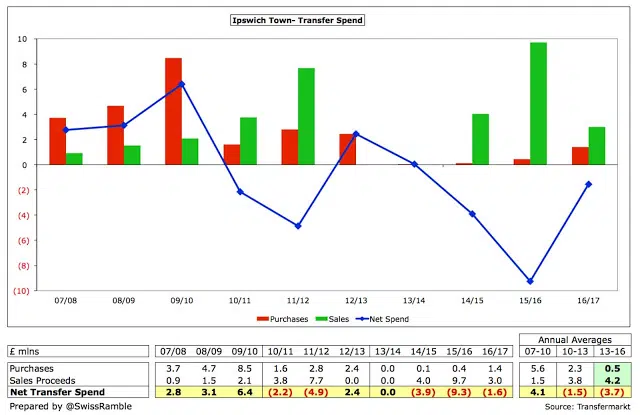 Ipswich Town- Transfer Spend
10
8
6
4
2
0
(2)
(4)
(6)
(8)
(10)
07/08 08/09 09/10 10/11 11/12 12/13 13/14 14/15 15/16 16/17
Purchases Sales Net Spend
Annual Averages
£ mins 07/08 08/09 09/10 10/11 11/12 12/13 13/14 14/15 15/16 16/17 07-10 10-13 13-16
Purchases 3.7 4.7 8.5 1.6 2.8 2.4 0.0 0.1 0.4 1.4 5.6 2.3 0.5
Sales Proceeds 0.9 1.5 2.1 3.8 7.7 0.0 0.0 4.0 9.7 3.0 1.5 3.8 4.2
Net Transfer Spend 2.8 3.1 6.4 (2.2) (4.9) 2.4 0.0 (3.9) (9.3) (1.6) 4.1 (1.5) (3.7)
Prepared by @SwissRamble Source: Transfermarkt